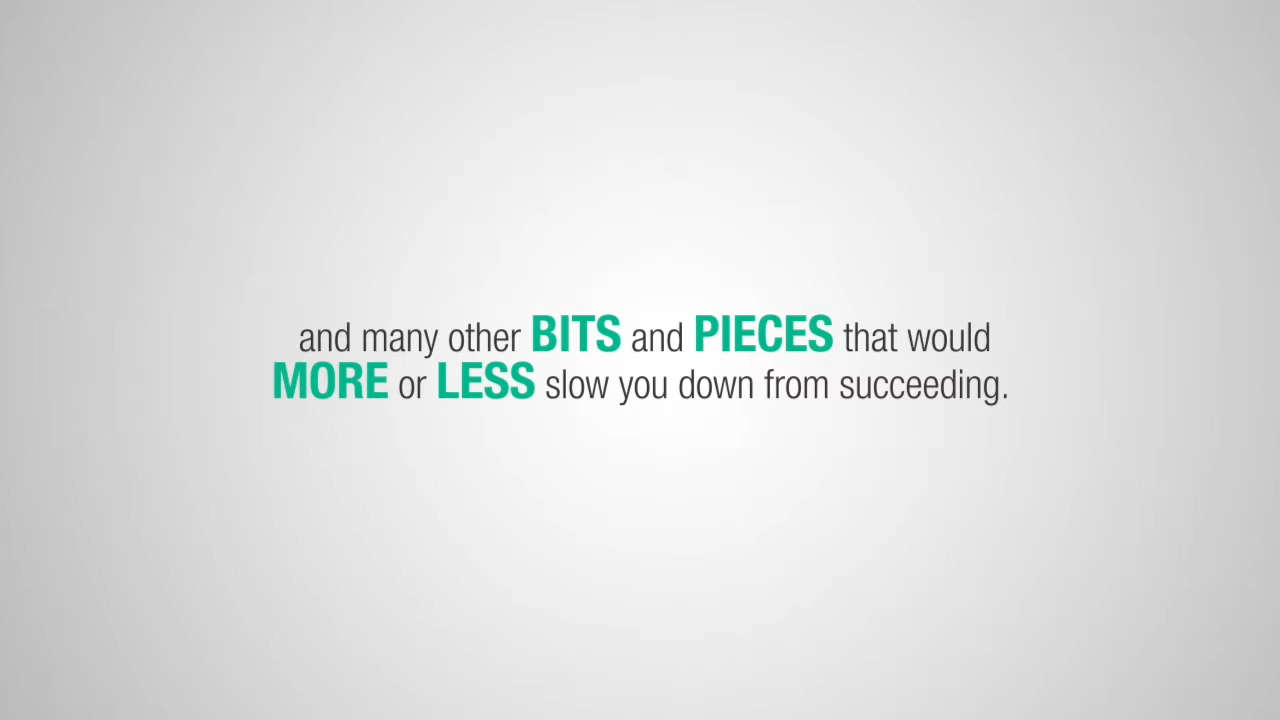 and many other BITS and PIECES that would
MORE or LESS slow you down from succeeding.